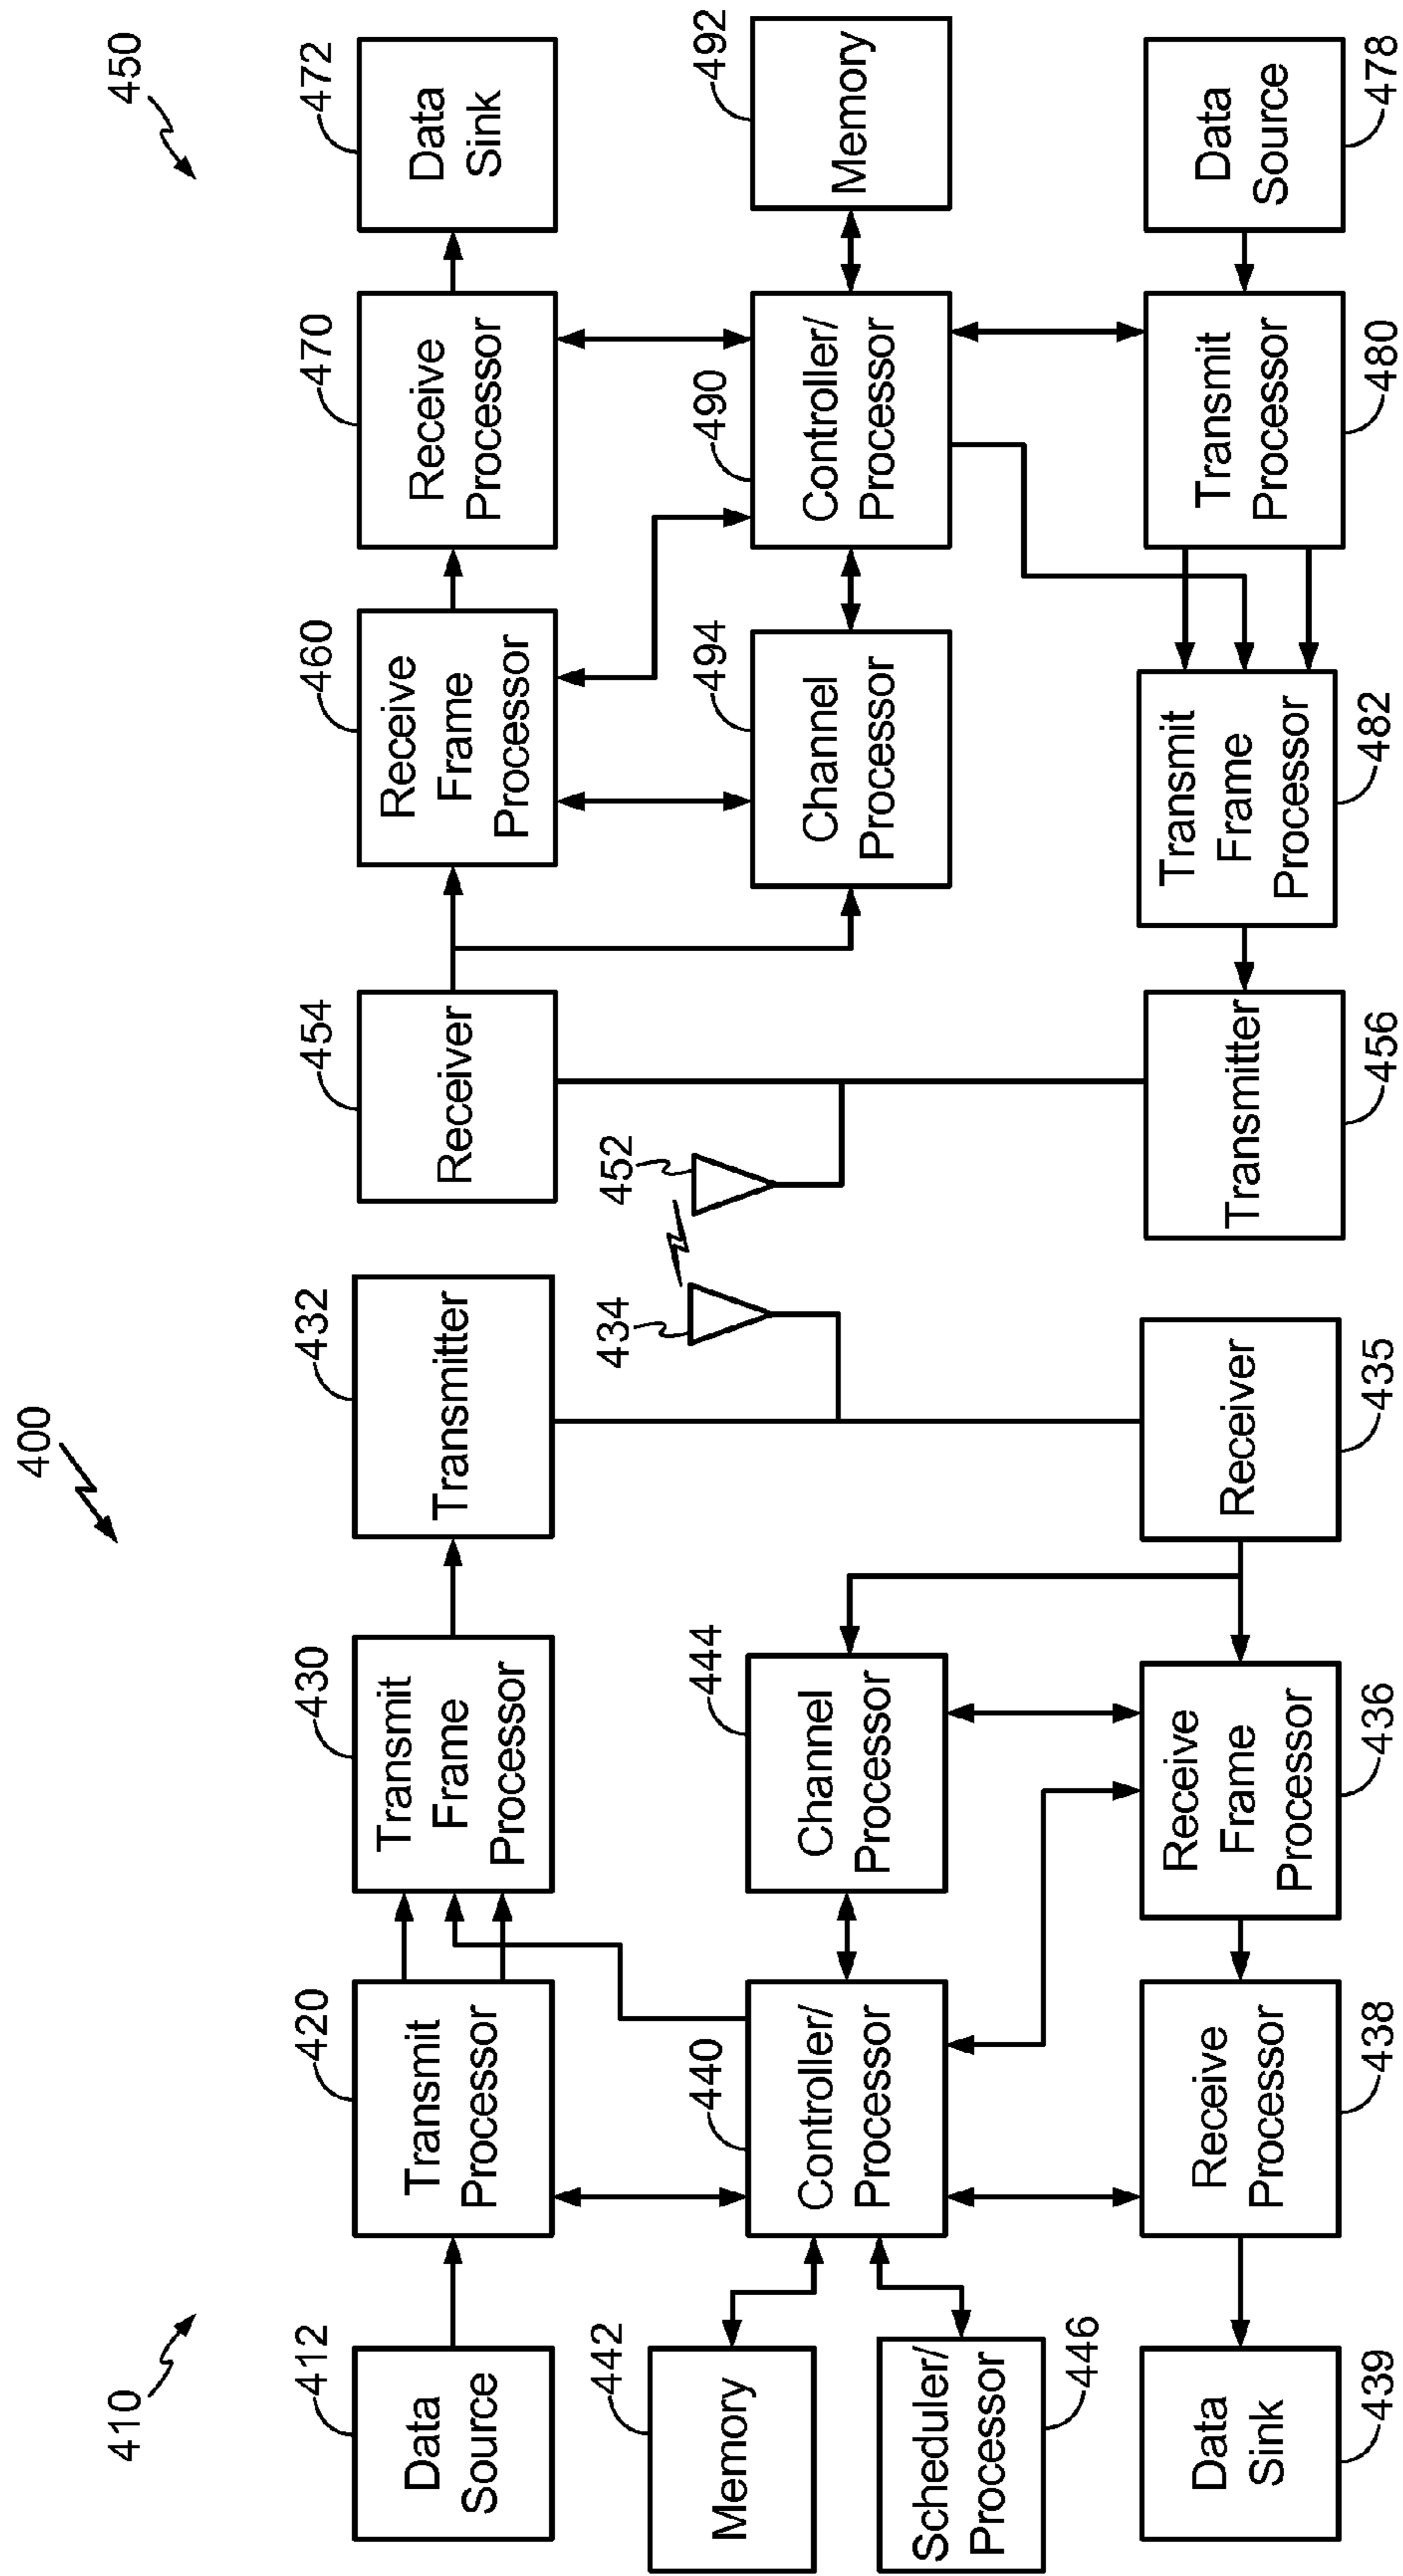 400
410
450
412
Data
Source
420
Transmit
Processor
430
Transmit
Frame
Processor
432
Transmitter
454
Receiver
460
Receive
Frame
Processor
470
Receive
Processor
472
Data
Sink
442
Memory
446
Scheduler/
Processor
440
Controller/
Processor
444
Channel
Processor
434
452
494
Channel
Processor
490
Controller/
Processor
492
Memory
Data
Sink
439
Receive
Processor
438
Receive
Frame
Processor
436
Receiver
435
Transmitter
456
Transmit
Frame
Processor
482
Transmit
Processor
480
Data
Source
478